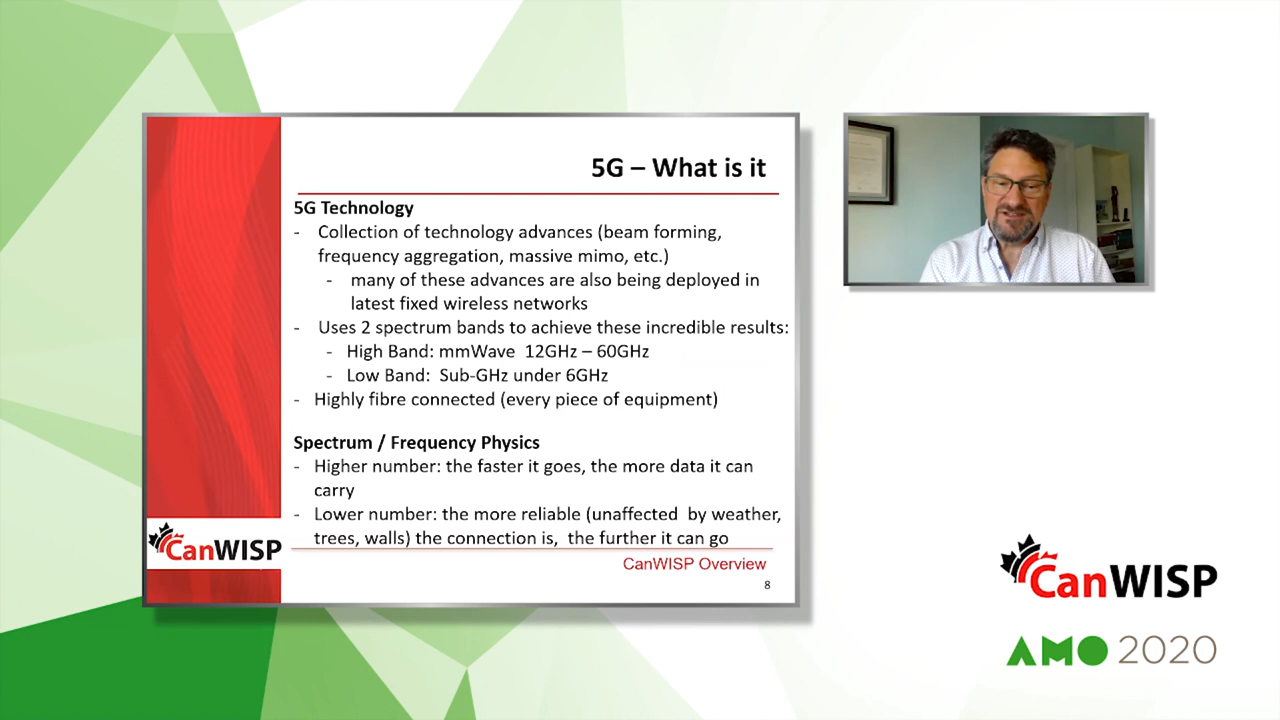 5G – What is it
5G Technology
- Collection of technology advances (beam forming,
frequency aggregation, massive mimo, etc.)
- many of these advances are also being deployed in
latest fixed wireless networks
- Uses 2 spectrum bands to achieve these incredible results:
- High Band: mmWave 12GHz – 60GHz
- Low Band: Sub-GHz under 6GHz
- Highly fibre connected (every piece of equipment)
Spectrum / Frequency Physics
- Higher number: the faster it goes, the more data it can
carry
- Lower number: the more reliable (unaffected by weather,
trees, walls) the connection is, the further it can go
CanWISP
CanWISP Overview
8
CanWISP
AMO 2020